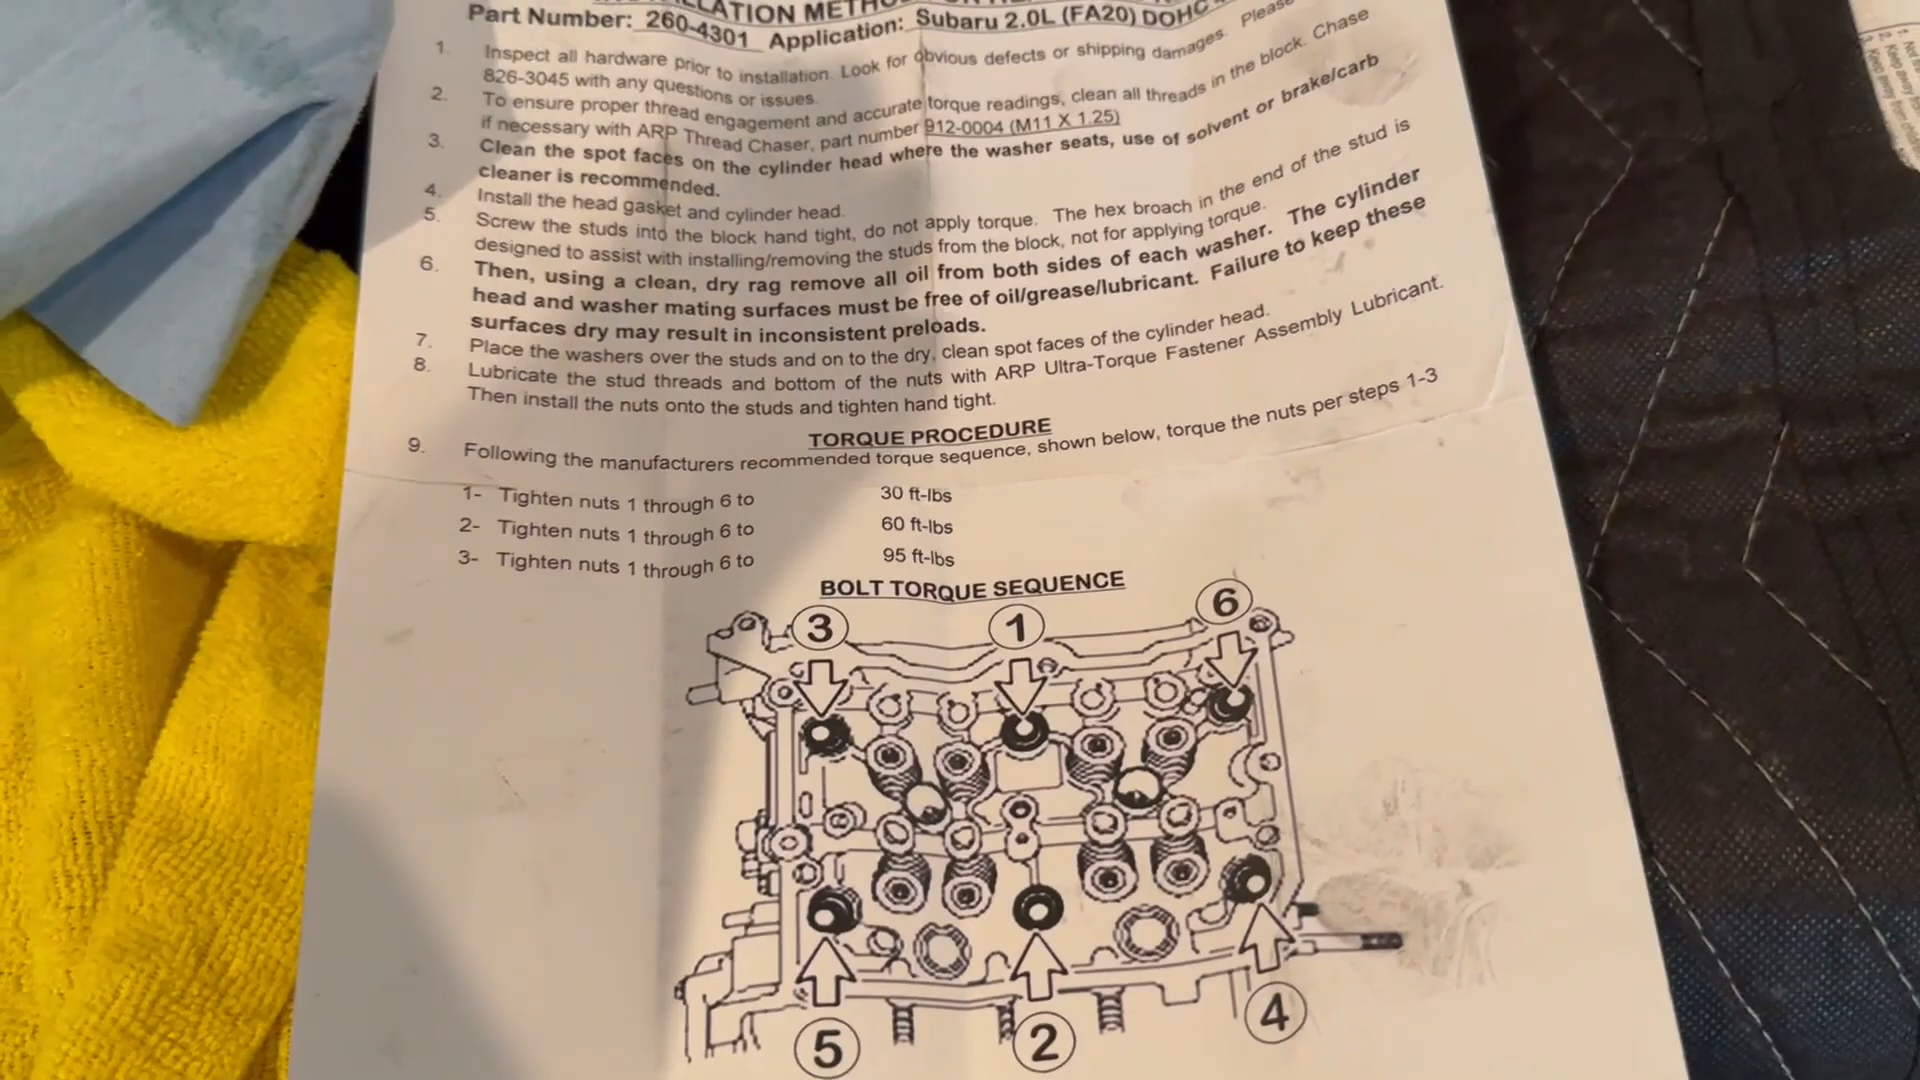 INSTALLATION METHOD
Part Number: 260-4301 Application: Subaru 2.0L (FA20) DOHC
1. Inspect all hardware prior to installation. Look for obvious defects or shipping damages. Please
826-3045 with any questions or issues.
2. To ensure proper thread engagement and accurate torque readings, clean all threads in the block. Chase
if necessary with ARP Thread Chaser, part number 912-0004 (M11 X 1.25)
3. Clean the spot faces on the cylinder head where the washer seats, use of solvent or brake/carb
cleaner is recommended.
4. Install the head gasket and cylinder head.
5. Screw the studs into the block hand tight, do not apply torque. The hex broach in the end of the stud is
designed to assist with installing/removing the studs from the block, not for applying torque.
6. Then, using a clean, dry rag remove all oil from both sides of each washer. The cylinder
head and washer mating surfaces must be free of oil/grease/lubricant. Failure to keep these
surfaces dry may result in inconsistent preloads.
7. Place the washers over the studs and on to the dry, clean spot faces of the cylinder head.
8. Lubricate the stud threads and bottom of the nuts with ARP Ultra-Torque Fastener Assembly Lubricant.
Then install the nuts onto the studs and tighten hand tight.
TORQUE PROCEDURE
9. Following the manufacturers recommended torque sequence, shown below, torque the nuts per steps 1-3
1- Tighten nuts 1 through 6 to 30 ft-lbs
2- Tighten nuts 1 through 6 to 60 ft-lbs
3- Tighten nuts 1 through 6 to 95 ft-lbs
BOLT TORQUE SEQUENCE
3 1 6
5 2 4